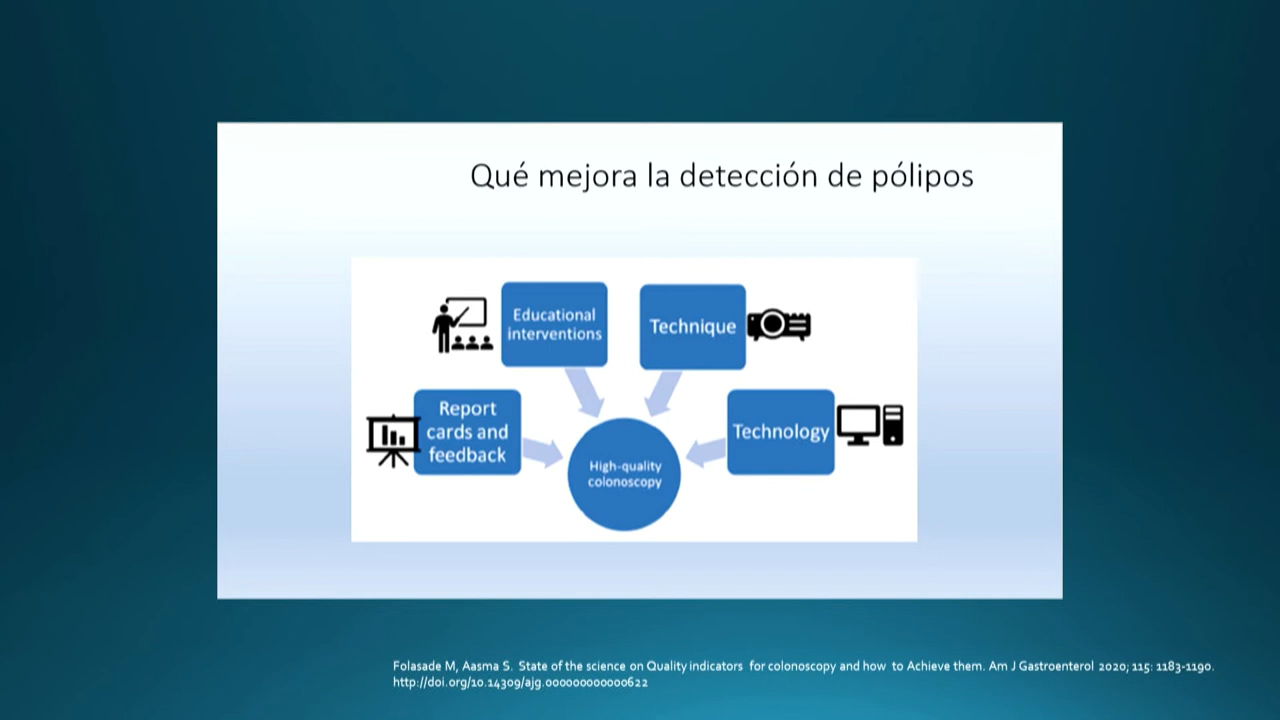 Qué mejora la detección de pólipos
Educational
interventions
Technique
Report
cards and
feedback
Technology
High-quality
colonoscopy
Folasade M, Aasma S. State of the science on Quality indicators for colonoscopy and how to Achieve them. Am J Gastroenterol 2020; 115: 1183-1190.
http://doi.org/10.14309/ajg.0000000000000622